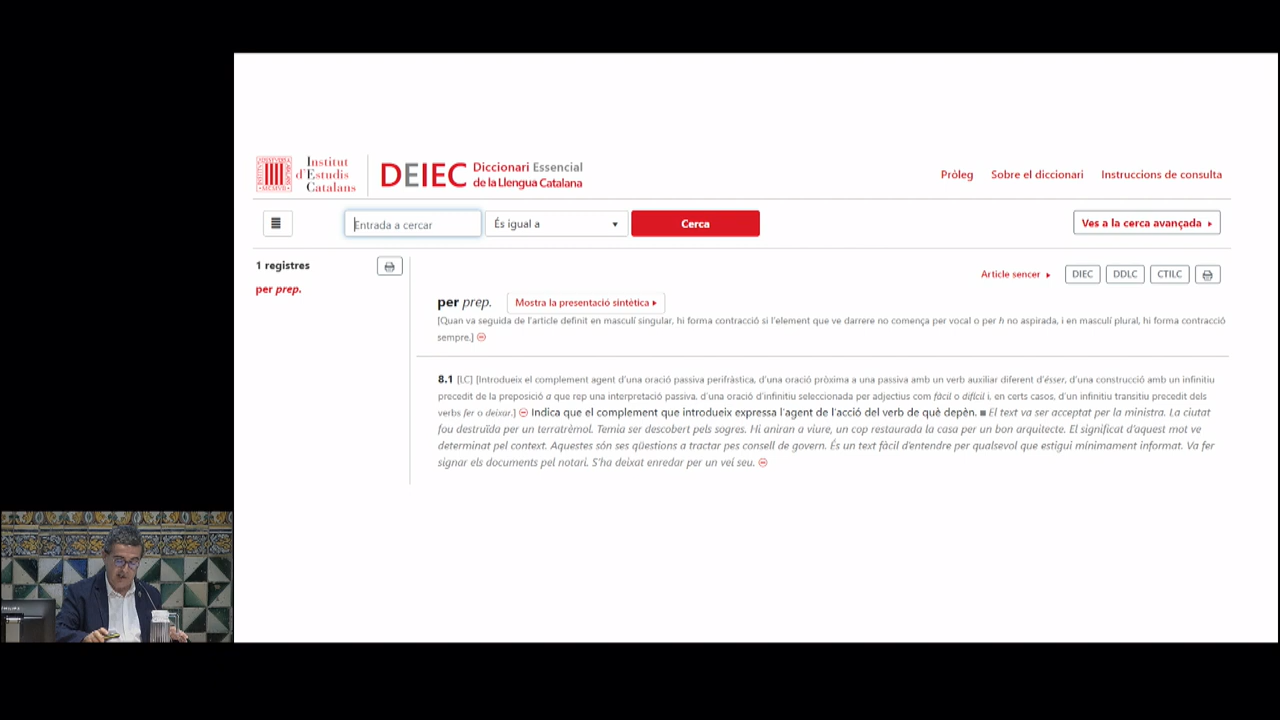 Institut
d'Estudis
Catalans
DEIEC Diccionari Essencial
de la Llengua Catalana
Pròleg Sobre el diccionari Instruccions de consulta
Entrada a cercar És igual a Cerca Ves a la cerca avançada
1 registres
per prep.
Article sencer DIEC DDLC CTILC
per prep. Mostra la presentació sintètica
[Quan va seguida de l'article definit en masculí singular, hi forma contracció si l'element que ve darrere no comença per vocal o per h no aspirada, i en masculí plural, hi forma contracció
sempre.]
8.1 [LC] [Introdueix el complement agent d'una oració passiva perifràstica, d'una oració pròxima a una passiva amb un verb auxiliar diferent d'ésser, d'una construcció amb un infinitiu
precedit de la preposició a que rep una interpretació passiva, d'una oració d'infinitiu seleccionada per adjectius com fàcil o difícil i, en certs casos, d'un infinitiu transitiu precedit dels
verbs fer o deixar.] Indica que el complement que introdueix expressa l'agent de l'acció del verb de què depèn. ■ El text va ser acceptat per la ministra. La ciutat
fou destruïda per un terratrèmol. Temia ser descobert pels sogres. Hi aniran a viure, un cop restaurada la casa per un bon arquitecte. El significat d'aquest mot ve
determinat pel context. Aquestes són ses qüestions a tractar pes consell de govern. És un text fàcil d'entendre per qualsevol que estigui mínimament informat. Va fer
signar els documents pel notari. S'ha deixat enredar per un veí seu.